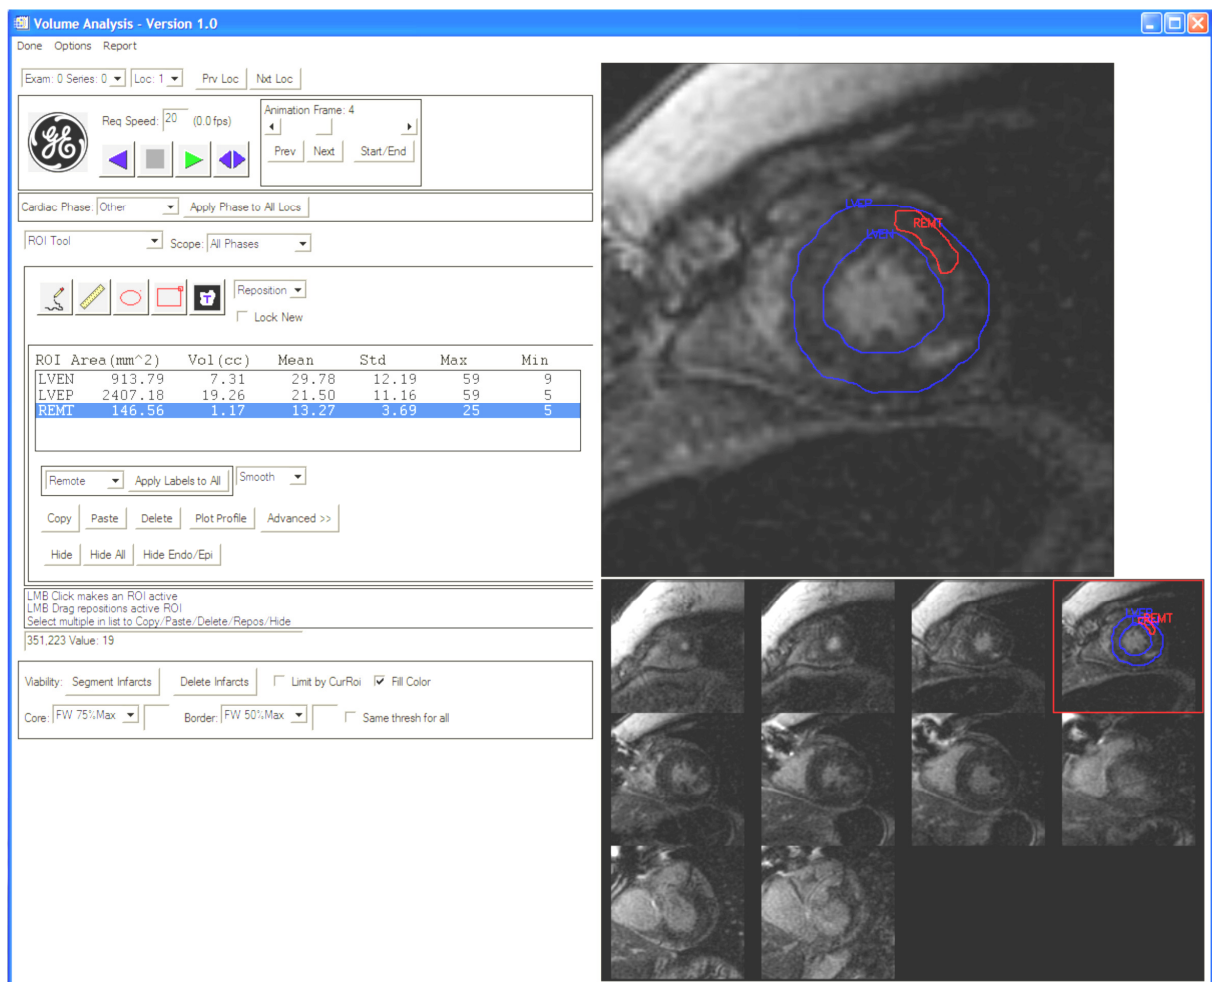 Volume Analysis - Version 1.0
Done Options Report
Exam: 0 Series: 0 Loc: 1 Prv Loc Nxt Loc
GE
Req Speed: 20 (0.0 fps)
Animation Frame: 4
Prev Next Start/End
Cardiac Phase: Other Apply Phase to All Locs
ROI Tool Scope: All Phases
T
Reposition
Lock New
ROI Area(mm^2) Vol(cc) Mean Std Max Min
LVEN 913.79 7.31 29.78 12.19 59 9
LVEP 2407.18 19.26 21.50 11.16 59 5
REMT 146.56 1.17 13.27 3.69 25 5
Remote Apply Labels to All Smooth
Copy Paste Delete Plot Profile Advanced >>
Hide Hide All Hide Endo/Epi
LMB Click makes an ROI active
LMB Drag repositions active ROI
Select multiple in list to Copy/Paste/Delete/Repos/Hide
351,223 Value: 19
Viability: Segment Infarcts Delete Infarcts Limit by CurRoi Fill Color
Core: FW 75%Max Border: FW 50%Max Same thresh for all
LVEP
REMT
LVEN
LVEP
REMT